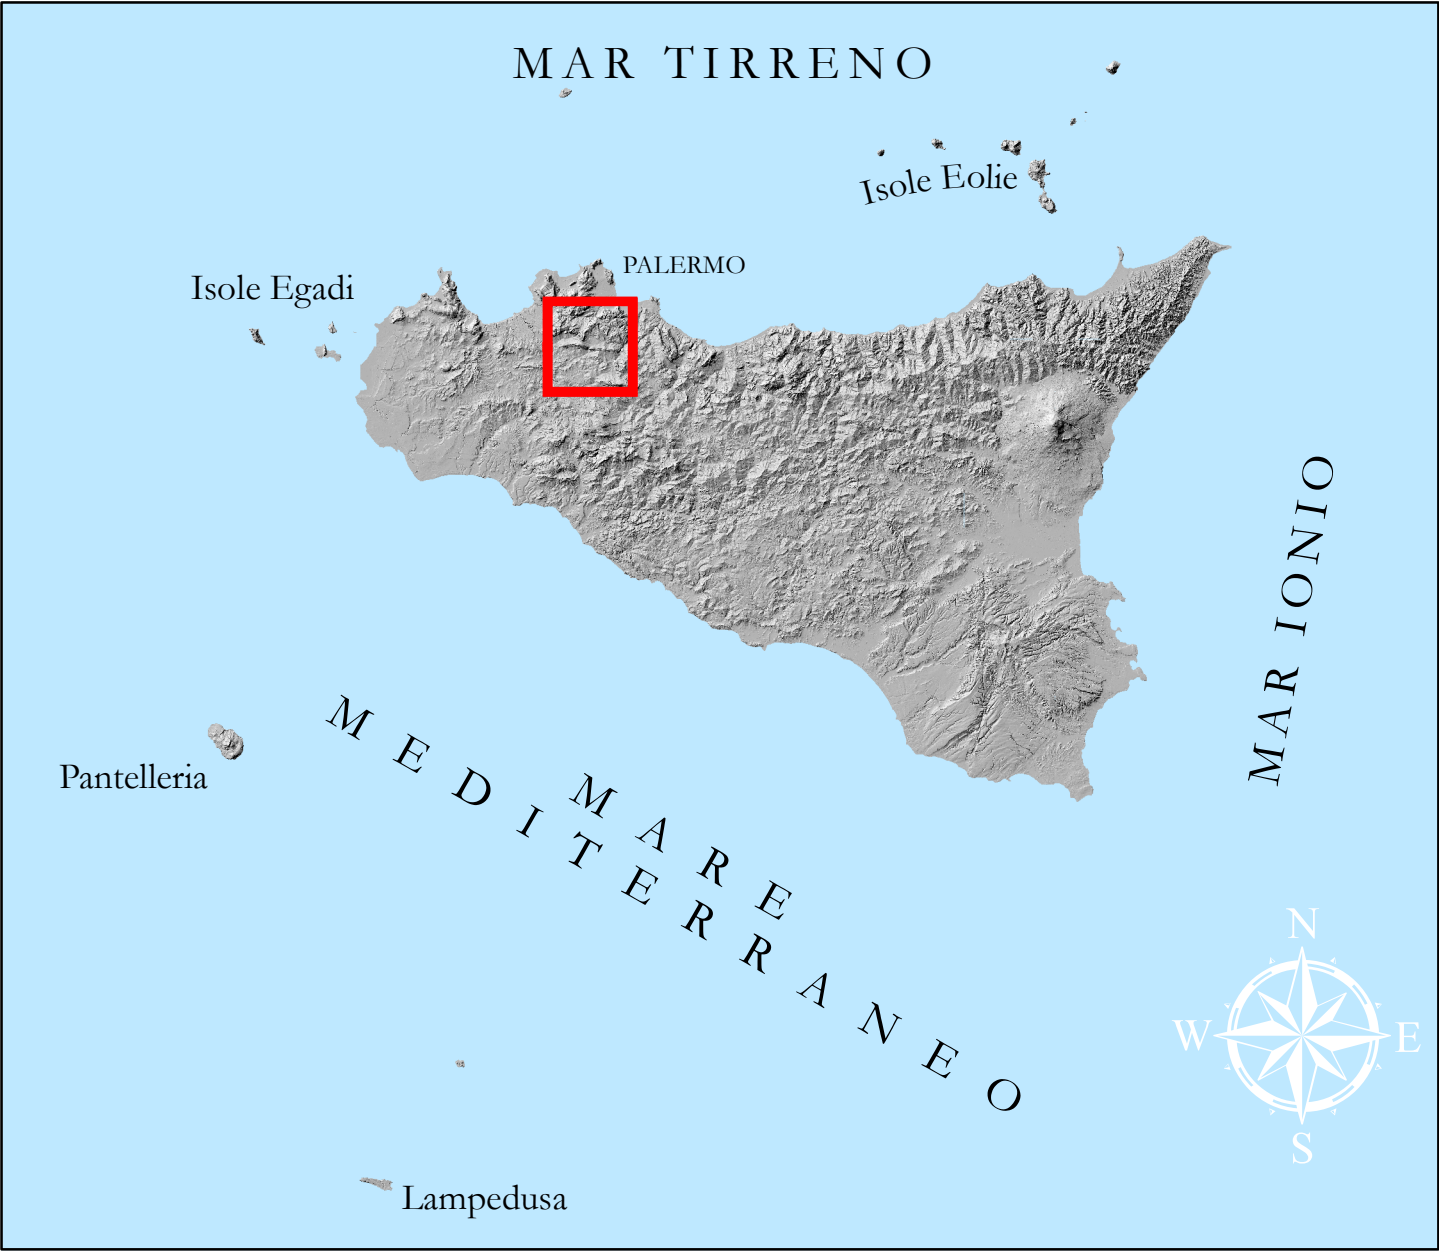 MAR TIRRENO
Isole Eolie
PALERMO
Isole Egadi
MAR IONIO
Pantelleria
MARE
MEDITERRANEO
N
W
E
S
Lampedusa